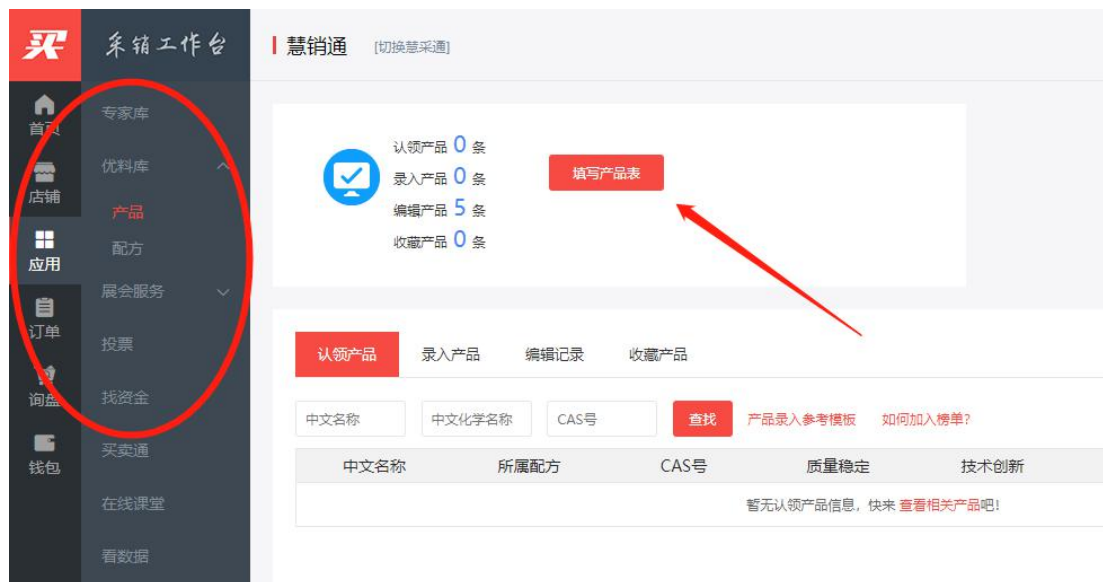 买 采销工作台
慧销通 [切换慧采通]
首页
店铺
应用
订单
询盘
钱包
专家库
优料库
产品
配方
展会服务
投票
找资金
买卖通
在线课堂
看数据
认领产品 0 条
录入产品 0 条
编辑产品 5 条
收藏产品 0 条
填写产品表
认领产品 录入产品 编辑记录 收藏产品
中文名称 中文化学名称 CAS号 查找 产品录入参考模板 如何加入榜单?
中文名称 所属配方 CAS号 质量稳定 技术创新
暂无认领产品信息，快来 查看相关产品吧!